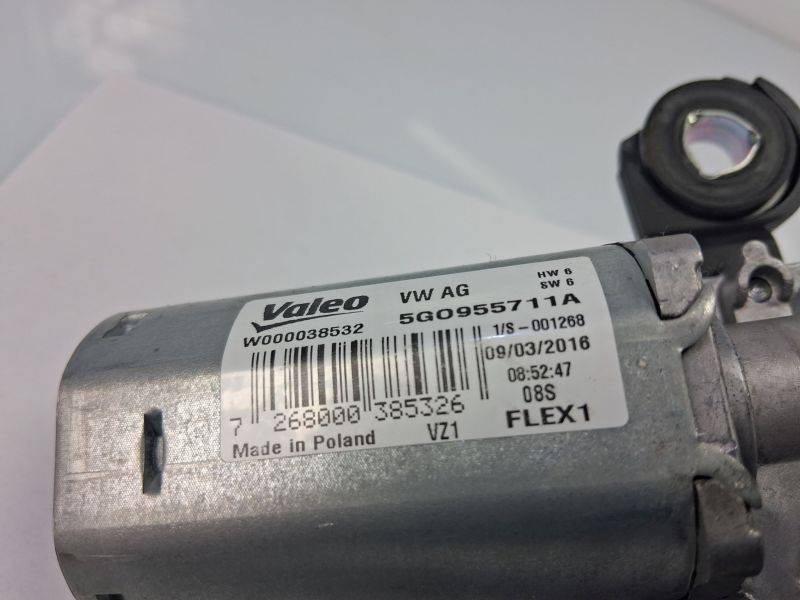 Valeo VW AG HW 6
SW 6
W000038532 5G0955711A
1/S-001268
09/03/2016
08:52:47
08S
7 268000 385326
Made in Poland VZ1 FLEX1